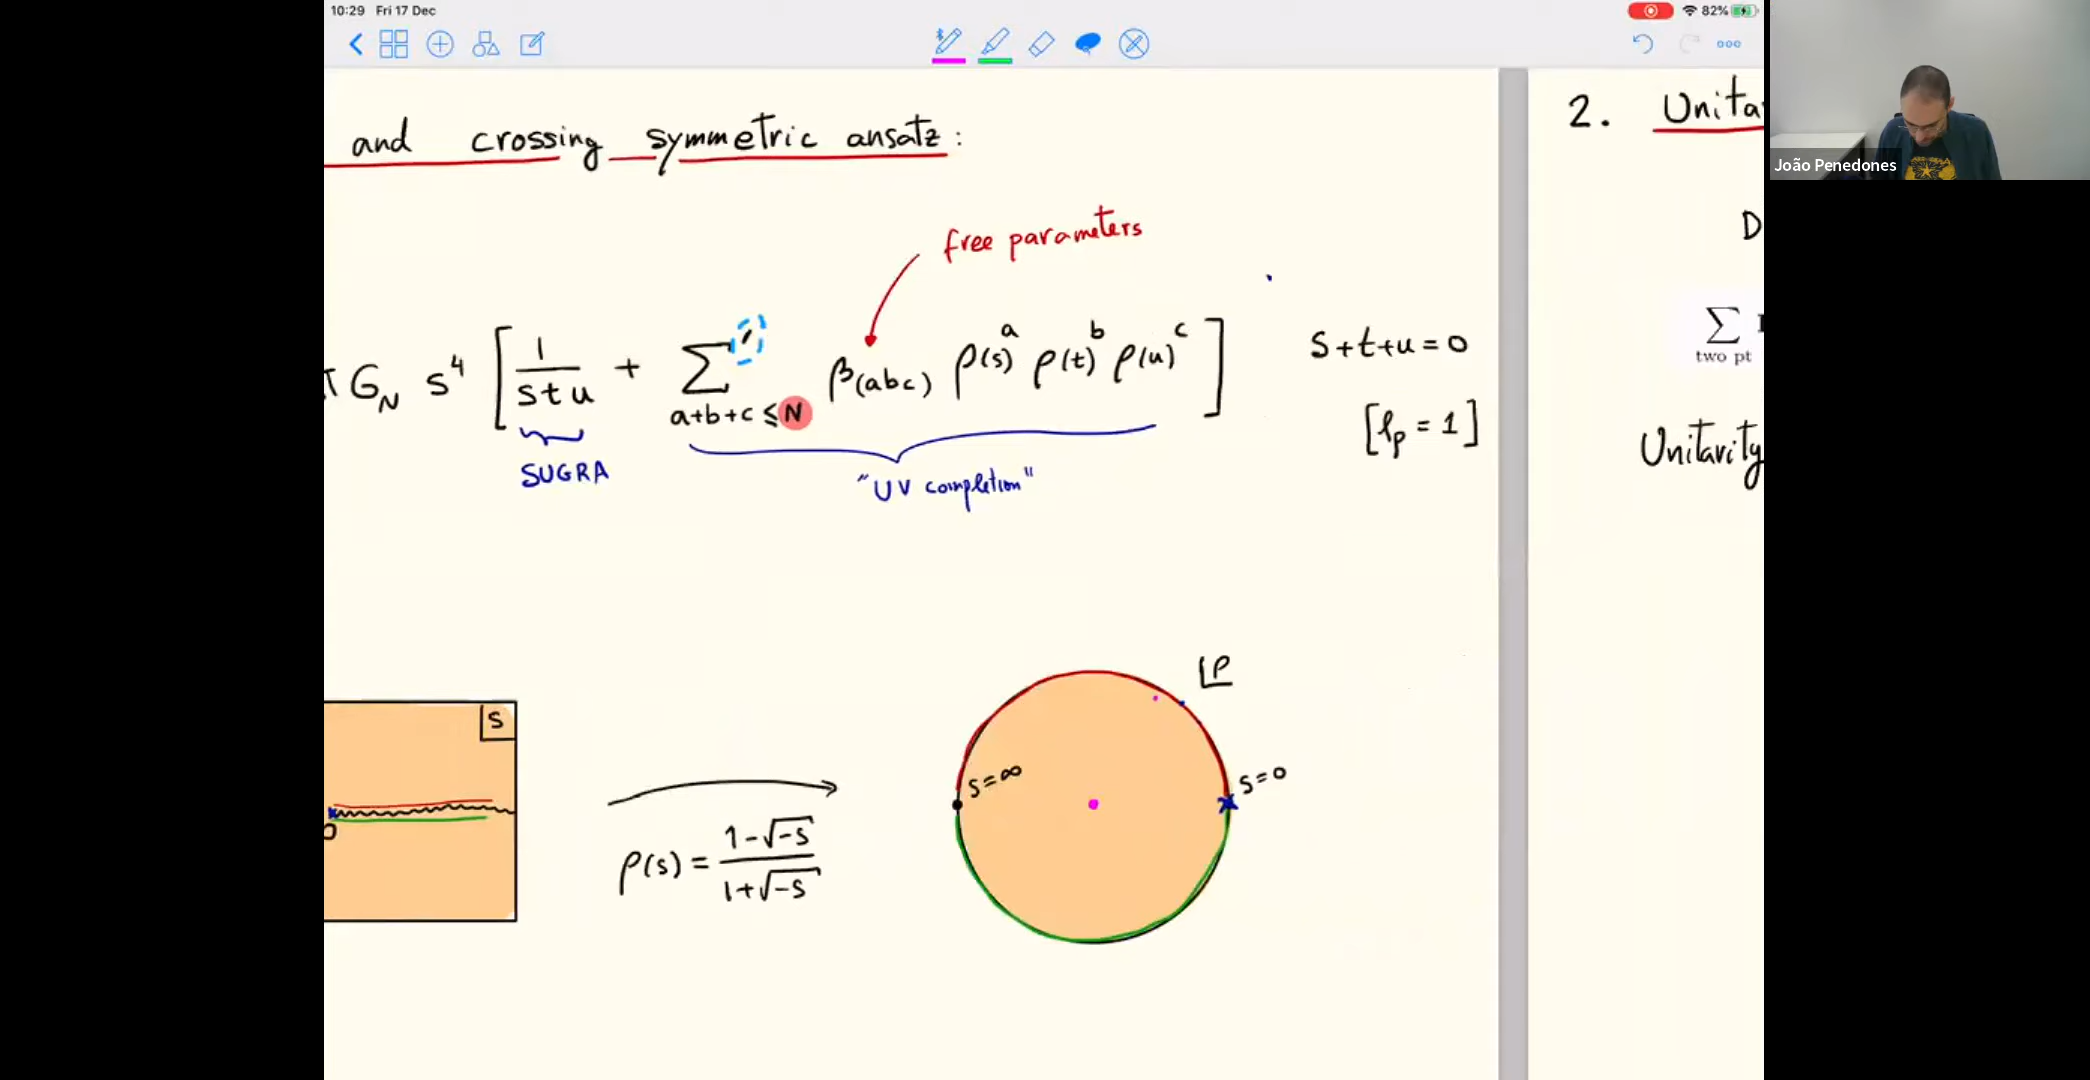 10:29 Fri 17 Dec
82%
João Penedones
and crossing symmetric ansatz:
free parameters
π G_N s^4 [ 1/(s t u) + Σ'_{a+b+c ≤ N} β_(abc) ρ(s)^a ρ(t)^b ρ(u)^c ]
s+t+u=0
[ℓ_p = 1]
SUGRA
"UV completion"
s
0
ρ(s) = (1-√-s)/(1+√-s)
s=∞
s=0
ρ
2. Unita
D
Σ
two pt
Unitarity